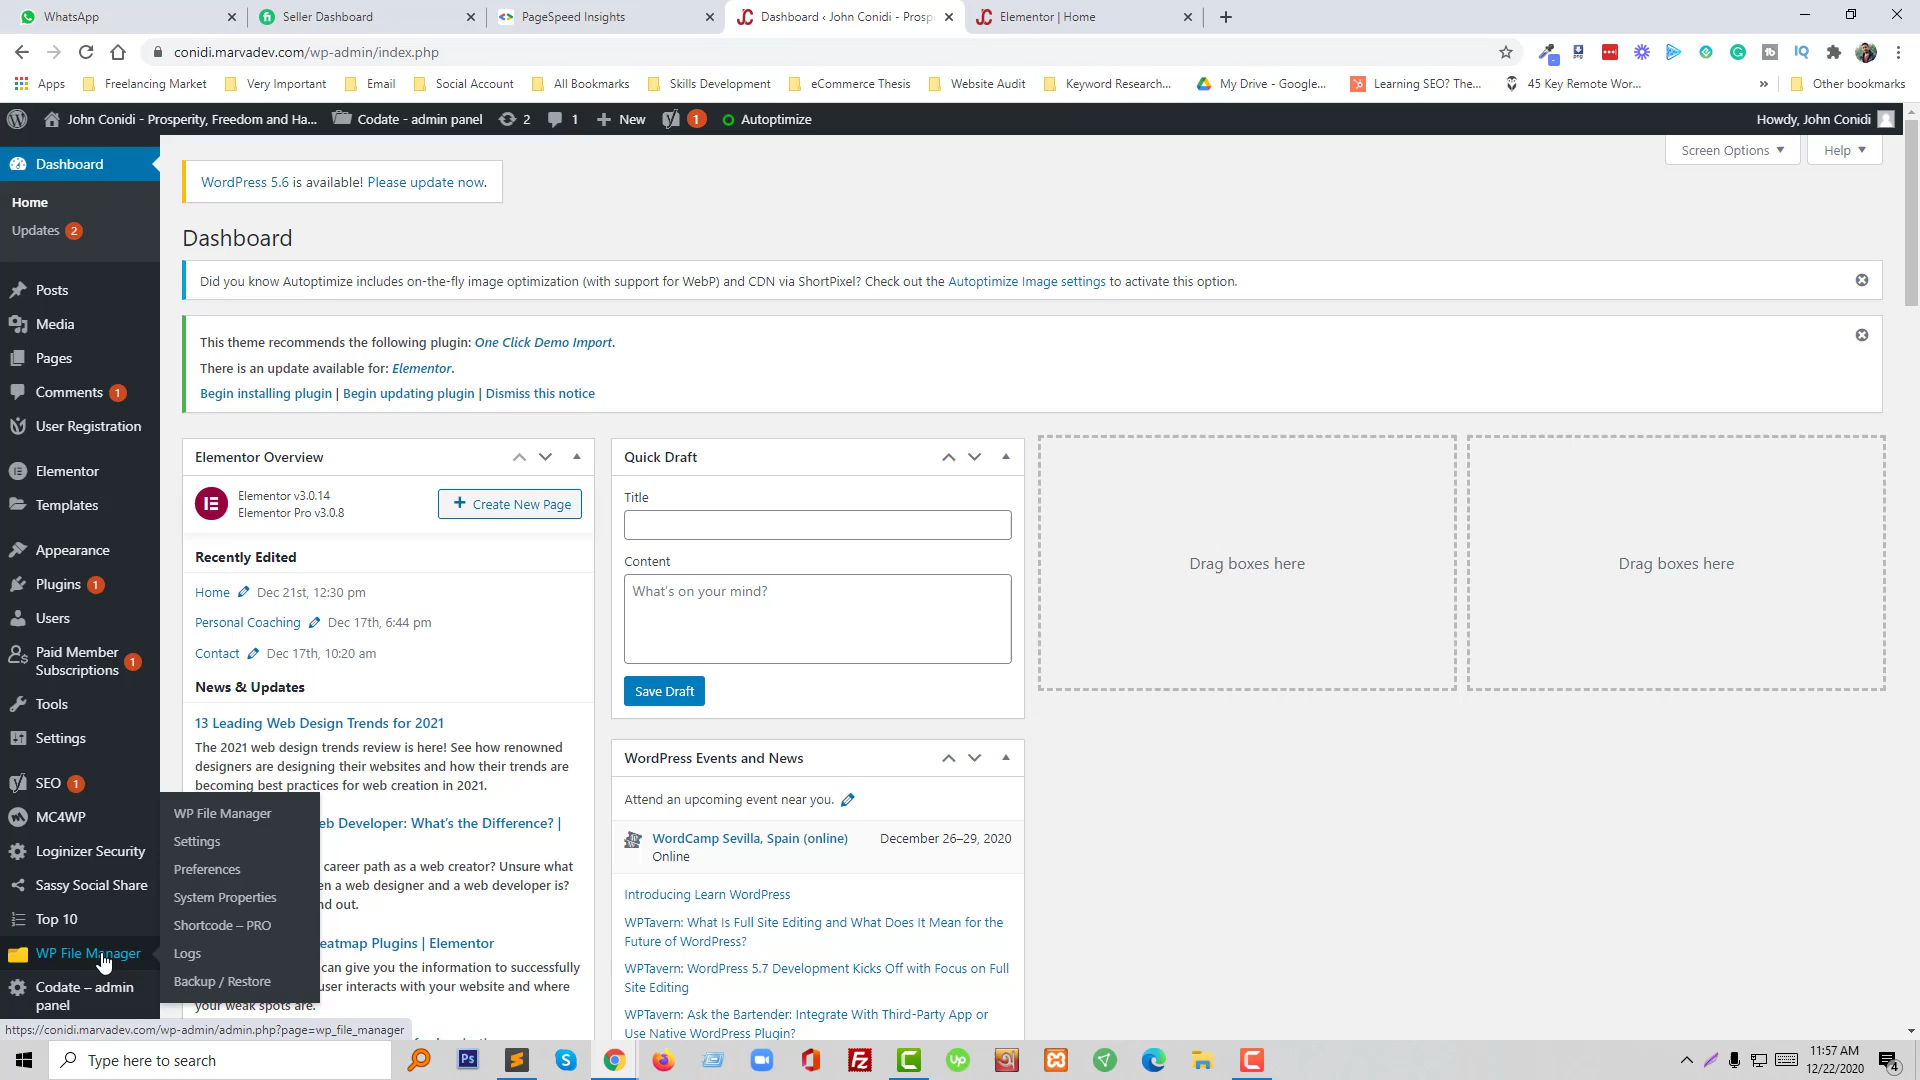 WhatsApp
Seller Dashboard
PageSpeed Insights
Dashboard ‹ John Conidi – Prosp
Elementor | Home
conidi.marvadev.com/wp-admin/index.php
Apps
Freelancing Market
Very Important
Email
Social Account
All Bookmarks
Skills Development
eCommerce Thesis
Website Audit
Keyword Research...
My Drive - Google...
Learning SEO? The...
45 Key Remote Wor...
»
Other bookmarks
John Conidi - Prosperity, Freedom and Ha...
Codate - admin panel
2
1
New
1
Autoptimize
Howdy, John Conidi
Dashboard
Home
Updates 2
Posts
Media
Pages
Comments 1
User Registration
Elementor
Templates
Appearance
Plugins 1
Users
Paid Member
Subscriptions 1
Tools
Settings
SEO 1
MC4WP
Loginizer Security
Sassy Social Share
Top 10
WP File Manager
Codate – admin
panel
WP File Manager
Settings
Preferences
System Properties
Shortcode – PRO
Logs
Backup / Restore
Screen Options
Help
WordPress 5.6 is available! Please update now.
Dashboard
Did you know Autoptimize includes on-the-fly image optimization (with support for WebP) and CDN via ShortPixel? Check out the Autoptimize Image settings to activate this option.
This theme recommends the following plugin: One Click Demo Import.
There is an update available for: Elementor.
Begin installing plugin | Begin updating plugin | Dismiss this notice
Elementor Overview
Elementor v3.0.14
Elementor Pro v3.0.8
+ Create New Page
Recently Edited
Home Dec 21st, 12:30 pm
Personal Coaching Dec 17th, 6:44 pm
Contact Dec 17th, 10:20 am
News & Updates
13 Leading Web Design Trends for 2021
The 2021 web design trends review is here! See how renowned
designers are designing their websites and how their trends are
becoming best practices for web creation in 2021.
eb Developer: What's the Difference? |
career path as a web creator? Unsure what
en a web designer and a web developer is?
nd out.
eatmap Plugins | Elementor
can give you the information to successfully
user interacts with your website and where
your weak spots are.
Quick Draft
Title
Content
What's on your mind?
Save Draft
WordPress Events and News
Attend an upcoming event near you.
WordCamp Sevilla, Spain (online)
December 26–29, 2020
Online
Introducing Learn WordPress
WPTavern: What Is Full Site Editing and What Does It Mean for the
Future of WordPress?
WPTavern: WordPress 5.7 Development Kicks Off with Focus on Full
Site Editing
WPTavern: Ask the Bartender: Integrate With Third-Party App or
Use Native WordPress Plugin?
Drag boxes here
Drag boxes here
https://conidi.marvadev.com/wp-admin/admin.php?page=wp_file_manager
Type here to search
11:57 AM
12/22/2020
4